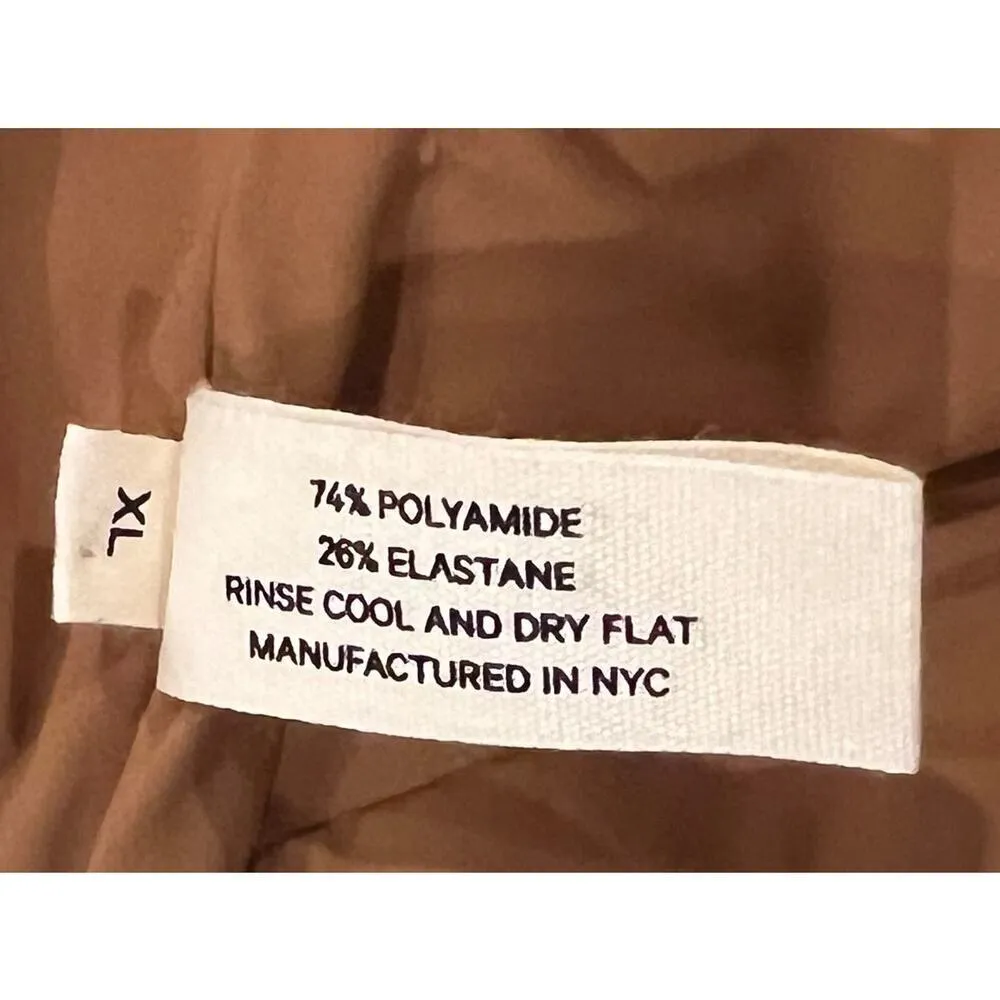 XL
74% POLYAMIDE
26% ELASTANE
RINSE COOL AND DRY FLAT
MANUFACTURED IN NYC